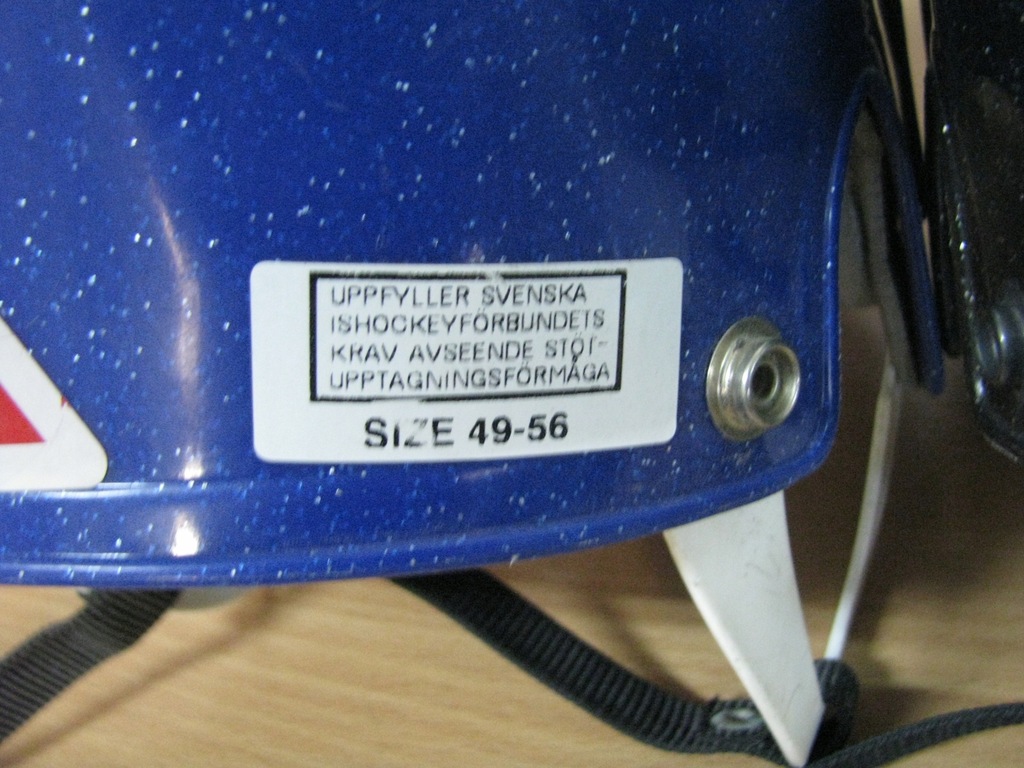 UPPFYLLER SVENSKA
ISHOCKEYFÖRBUNDETS
KRAV AVSEENDE STÖT-
UPPTAGNINGSFÖRMÅGA
SIZE 49-56